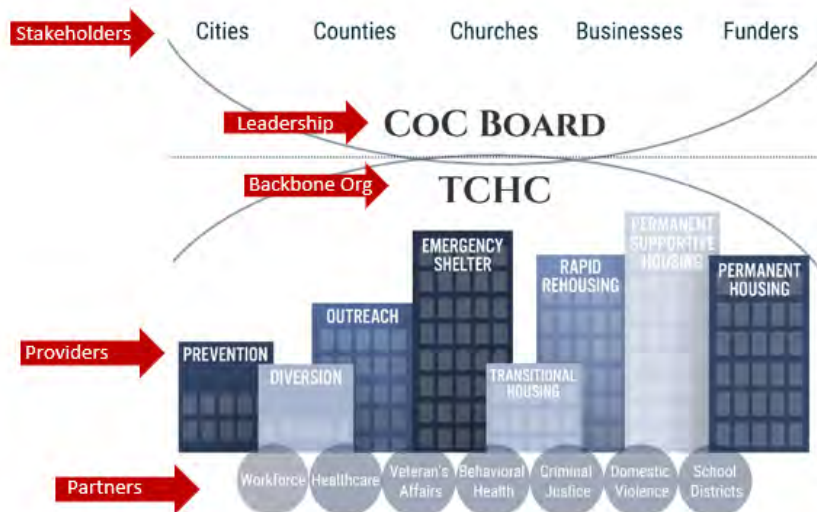 Stakeholders
Cities Counties Churches Businesses Funders
Leadership
CoC Board
Backbone Org
TCHC
EMERGENCY
SHELTER
PERMANENT
SUPPORTIVE
HOUSING
RAPID
REHOUSING
PERMANENT
HOUSING
OUTREACH
Providers
PREVENTION
DIVERSION
TRANSITIONAL
HOUSING
Partners
Workforce
Healthcare
Veteran's
Affairs
Behavioral
Health
Criminal
Justice
Domestic
Violence
School
Districts